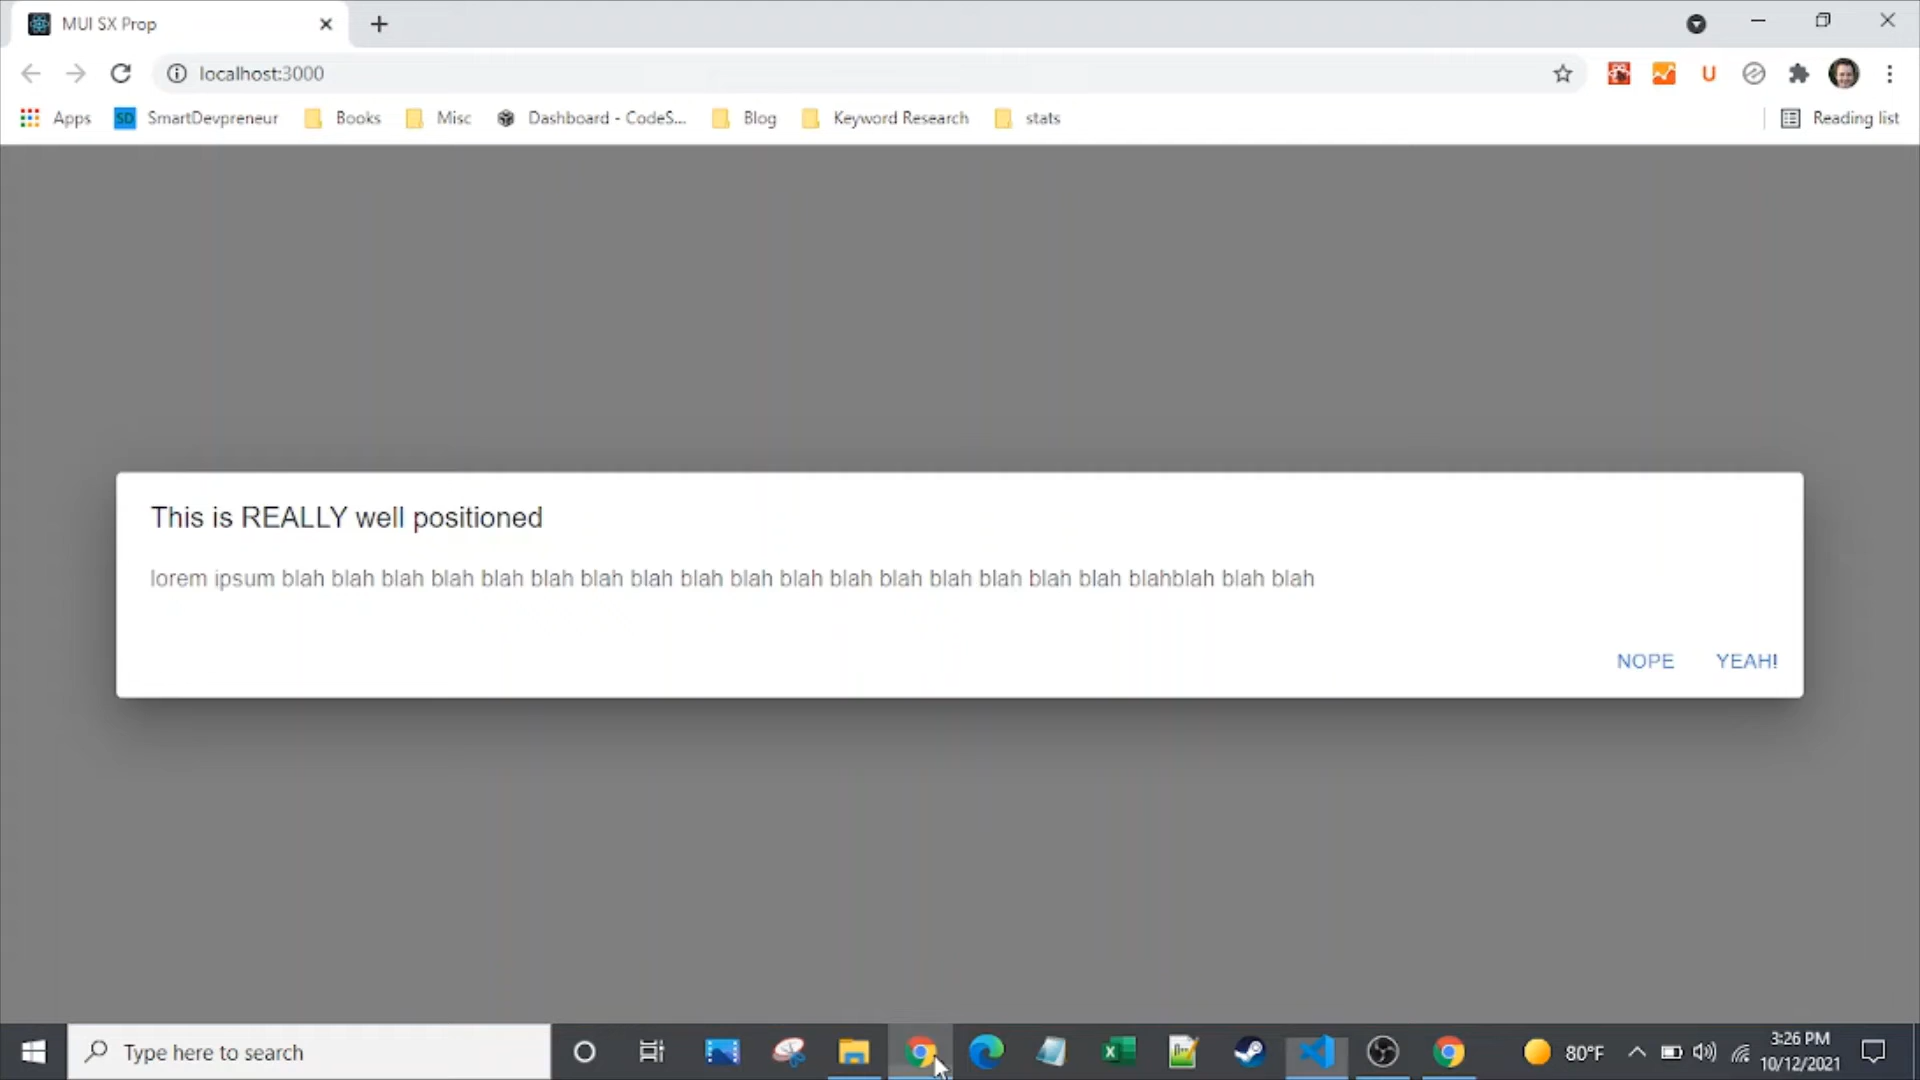 MUI SX Prop
localhost:3000
Apps SD SmartDevpreneur Books Misc Dashboard - CodeS... Blog Keyword Research stats Reading list
This is REALLY well positioned
lorem ipsum blah blah blah blah blah blah blah blah blah blah blah blah blah blah blah blah blah blahblah blah blah
NOPE YEAH!
Type here to search
80°F
3:26 PM
10/12/2021